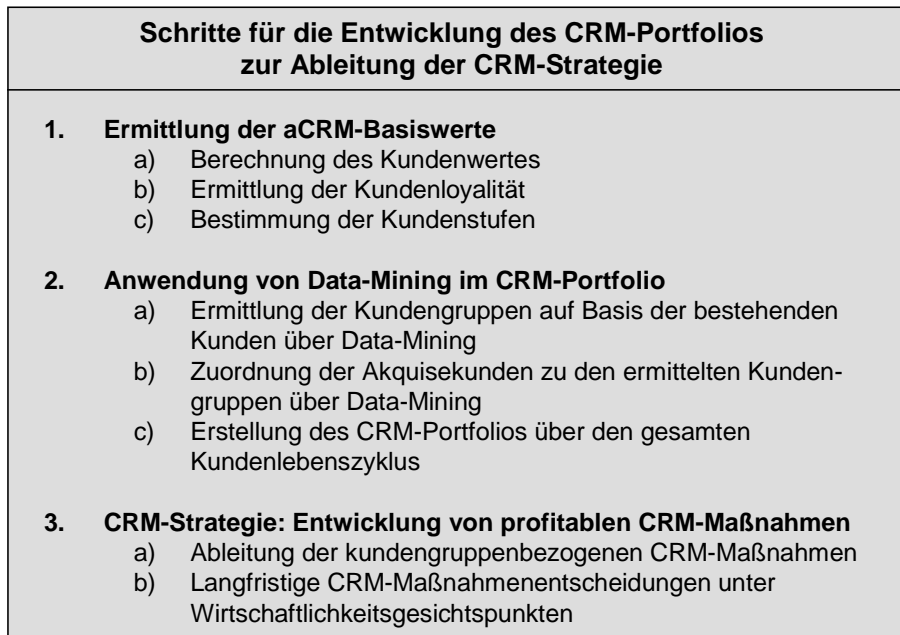 Schritte für die Entwicklung des CRM-Portfolios
zur Ableitung der CRM-Strategie
1. Ermittlung der aCRM-Basiswerte
a) Berechnung des Kundenwertes
b) Ermittlung der Kundenloyalität
c) Bestimmung der Kundenstufen
2. Anwendung von Data-Mining im CRM-Portfolio
a) Ermittlung der Kundengruppen auf Basis der bestehenden
Kunden über Data-Mining
b) Zuordnung der Akquisekunden zu den ermittelten Kunden-
gruppen über Data-Mining
c) Erstellung des CRM-Portfolios über den gesamten
Kundenlebenszyklus
3. CRM-Strategie: Entwicklung von profitablen CRM-Maßnahmen
a) Ableitung der kundengruppenbezogenen CRM-Maßnahmen
b) Langfristige CRM-Maßnahmenentscheidungen unter
Wirtschaftlichkeitsgesichtspunkten